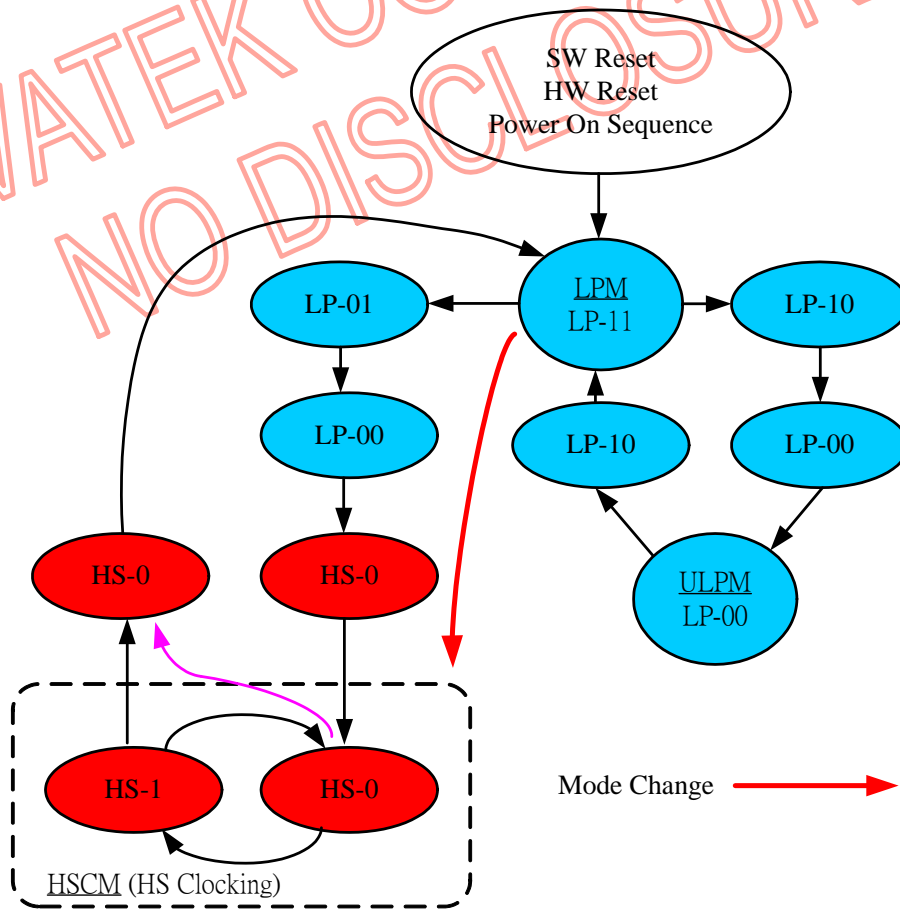 NO DISCLOSUR
SW Reset
HW Reset
Power On Sequence
LP-01
LPM
LP-11
LP-10
LP-00
LP-10
LP-00
HS-0
HS-0
ULPM
LP-00
HS-1
HS-0
Mode Change
HSCM (HS Clocking)